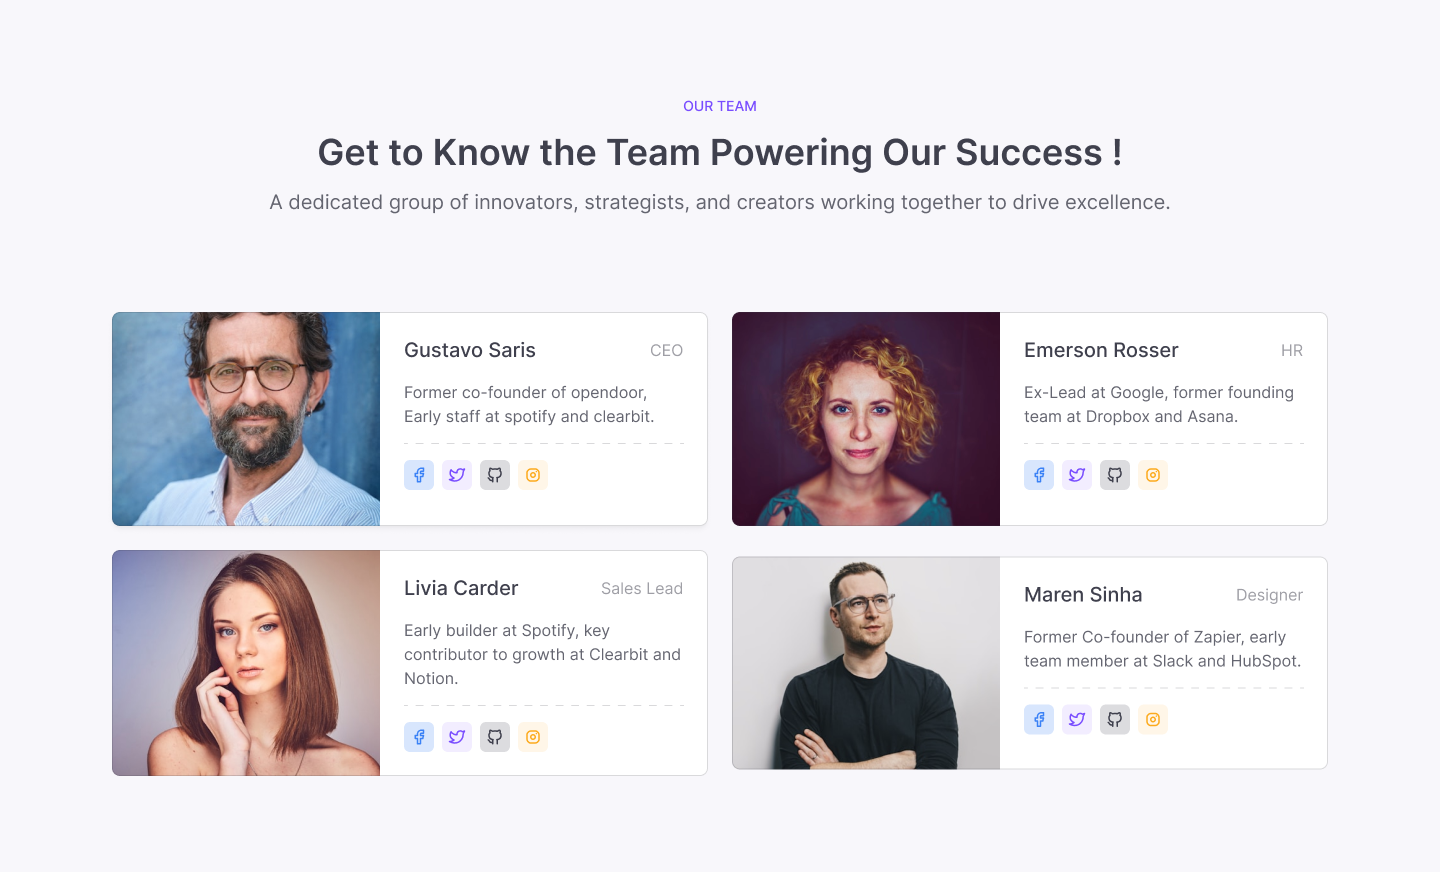 OUR TEAM
Get to Know the Team Powering Our Success !
A dedicated group of innovators, strategists, and creators working together to drive excellence.
Gustavo Saris
CEO
Former co-founder of opendoor,
Early staff at spotify and clearbit.
Emerson Rosser
HR
Ex-Lead at Google, former founding
team at Dropbox and Asana.
Livia Carder
Sales Lead
Early builder at Spotify, key
contributor to growth at Clearbit and
Notion.
Maren Sinha
Designer
Former Co-founder of Zapier, early
team member at Slack and HubSpot.